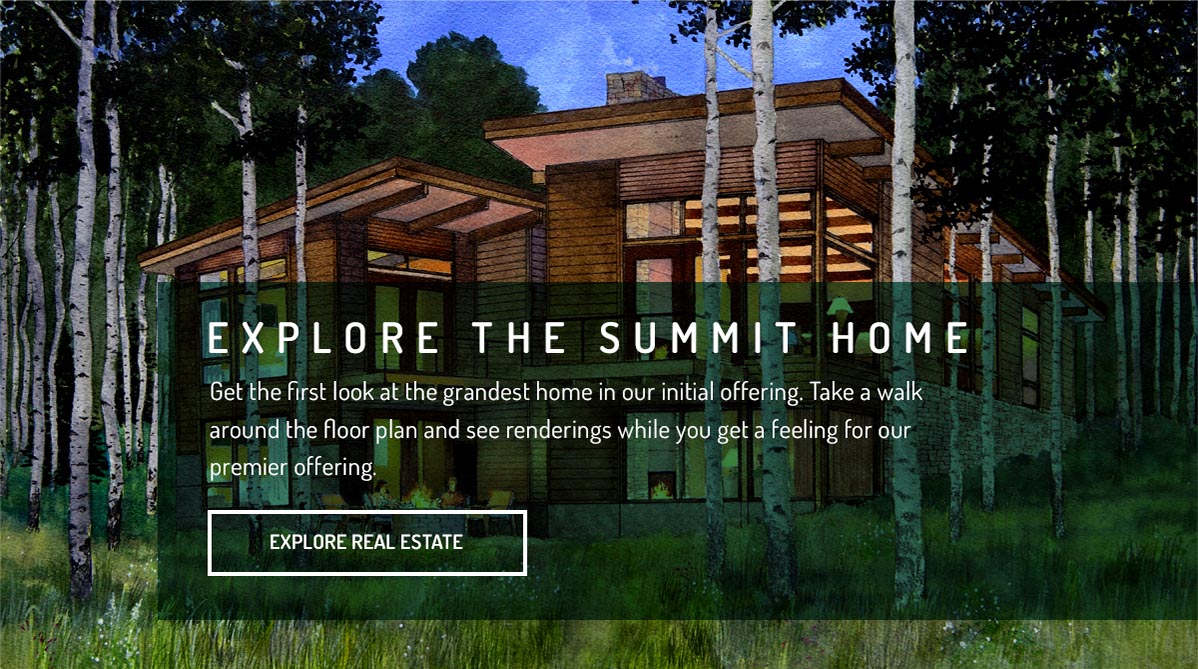 EXPLORE THE SUMMIT HOME
Get the first look at the grandest home in our initial offering. Take a walk
around the floor plan and see renderings while you get a feeling for our
premier offering.
EXPLORE REAL ESTATE